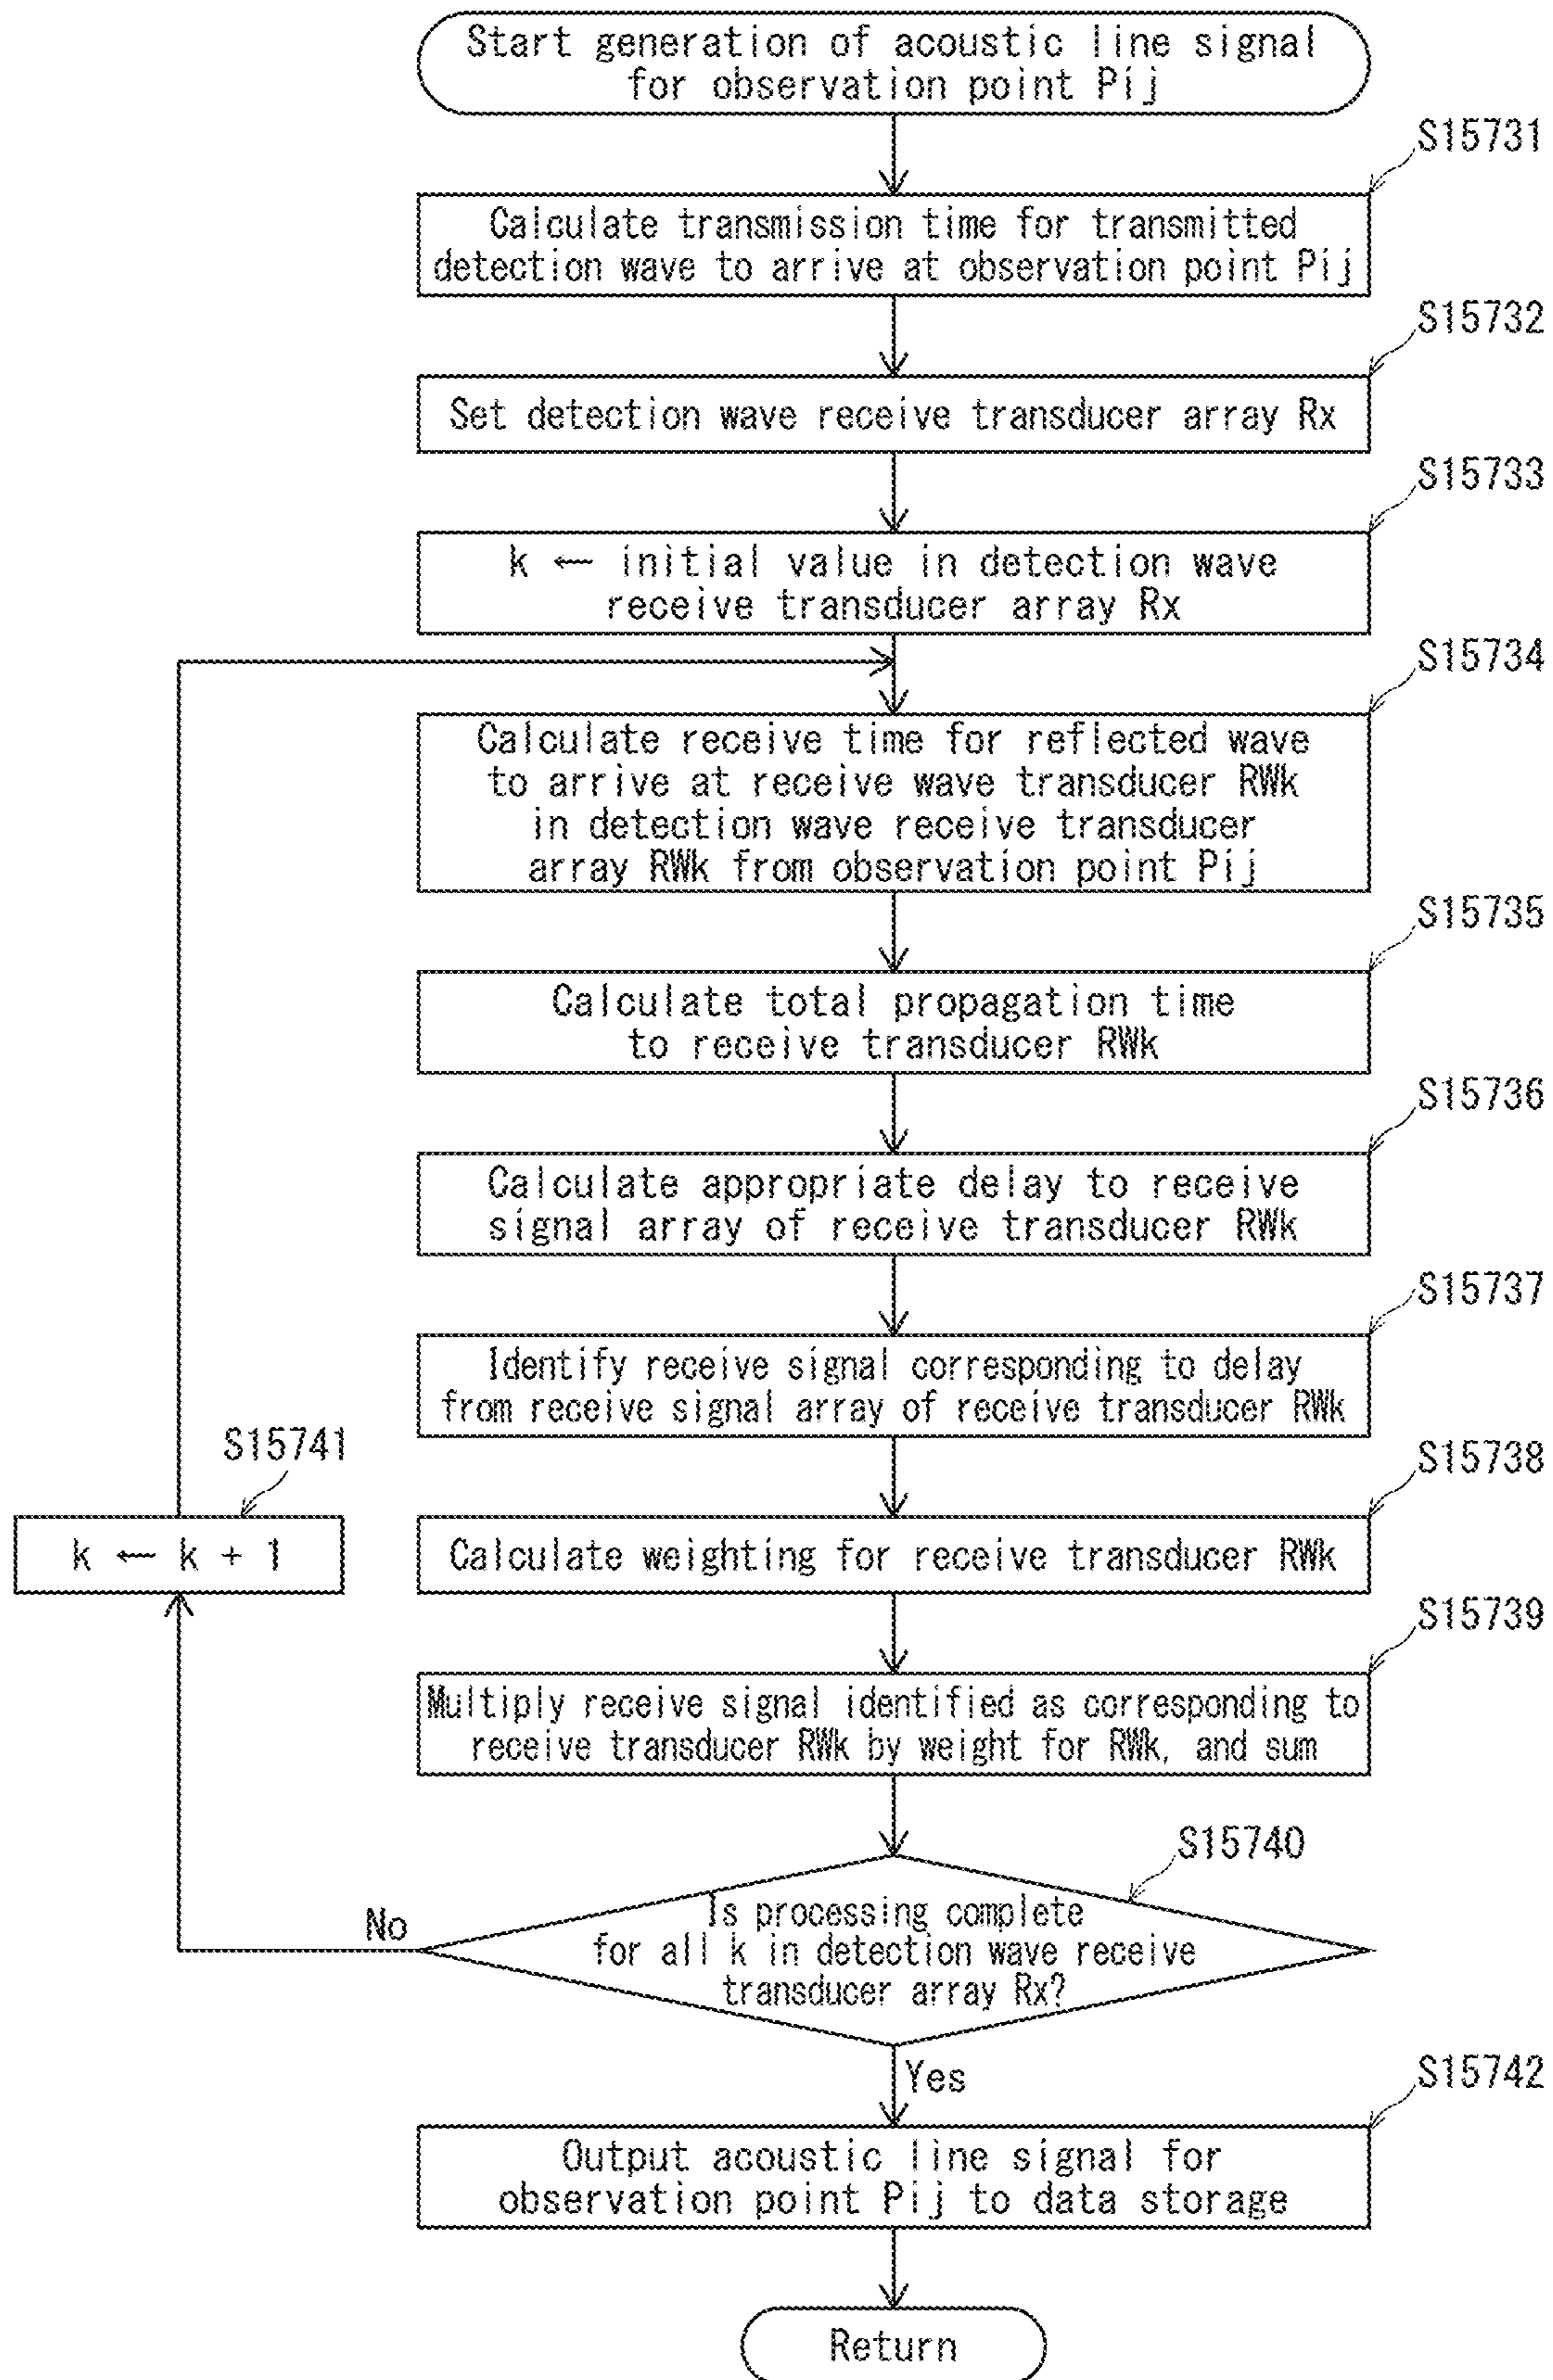 Start generation of acoustic line signal
for observation point Pij
S15731
Calculate transmission time for transmitted
detection wave to arrive at observation point Pij
S15732
Set detection wave receive transducer array Rx
S15733
k ← initial value in detection wave
receive transducer array Rx
S15734
Calculate receive time for reflected wave
to arrive at receive wave transducer RWk
in detection wave receive transducer
array RWk from observation point Pij
S15735
Calculate total propagation time
to receive transducer RWk
S15736
Calculate appropriate delay to receive
signal array of receive transducer RWk
S15737
Identify receive signal corresponding to delay
from receive signal array of receive transducer RWk
S15741
k ← k + 1
S15738
Calculate weighting for receive transducer RWk
S15739
Multiply receive signal identified as corresponding to
receive transducer RWk by weight for RWk, and sum
S15740
Is processing complete
for all k in detection wave receive
transducer array Rx?
No
Yes
S15742
Output acoustic line signal for
observation point Pij to data storage
Return